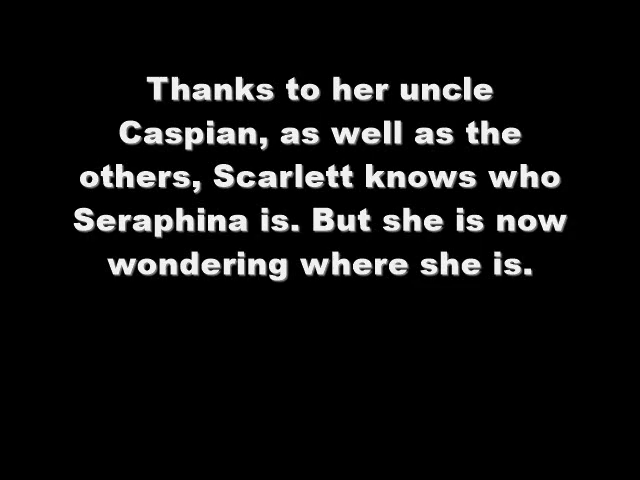 Thanks to her uncle
Caspian, as well as the
others, Scarlett knows who
Seraphina is. But she is now
wondering where she is.